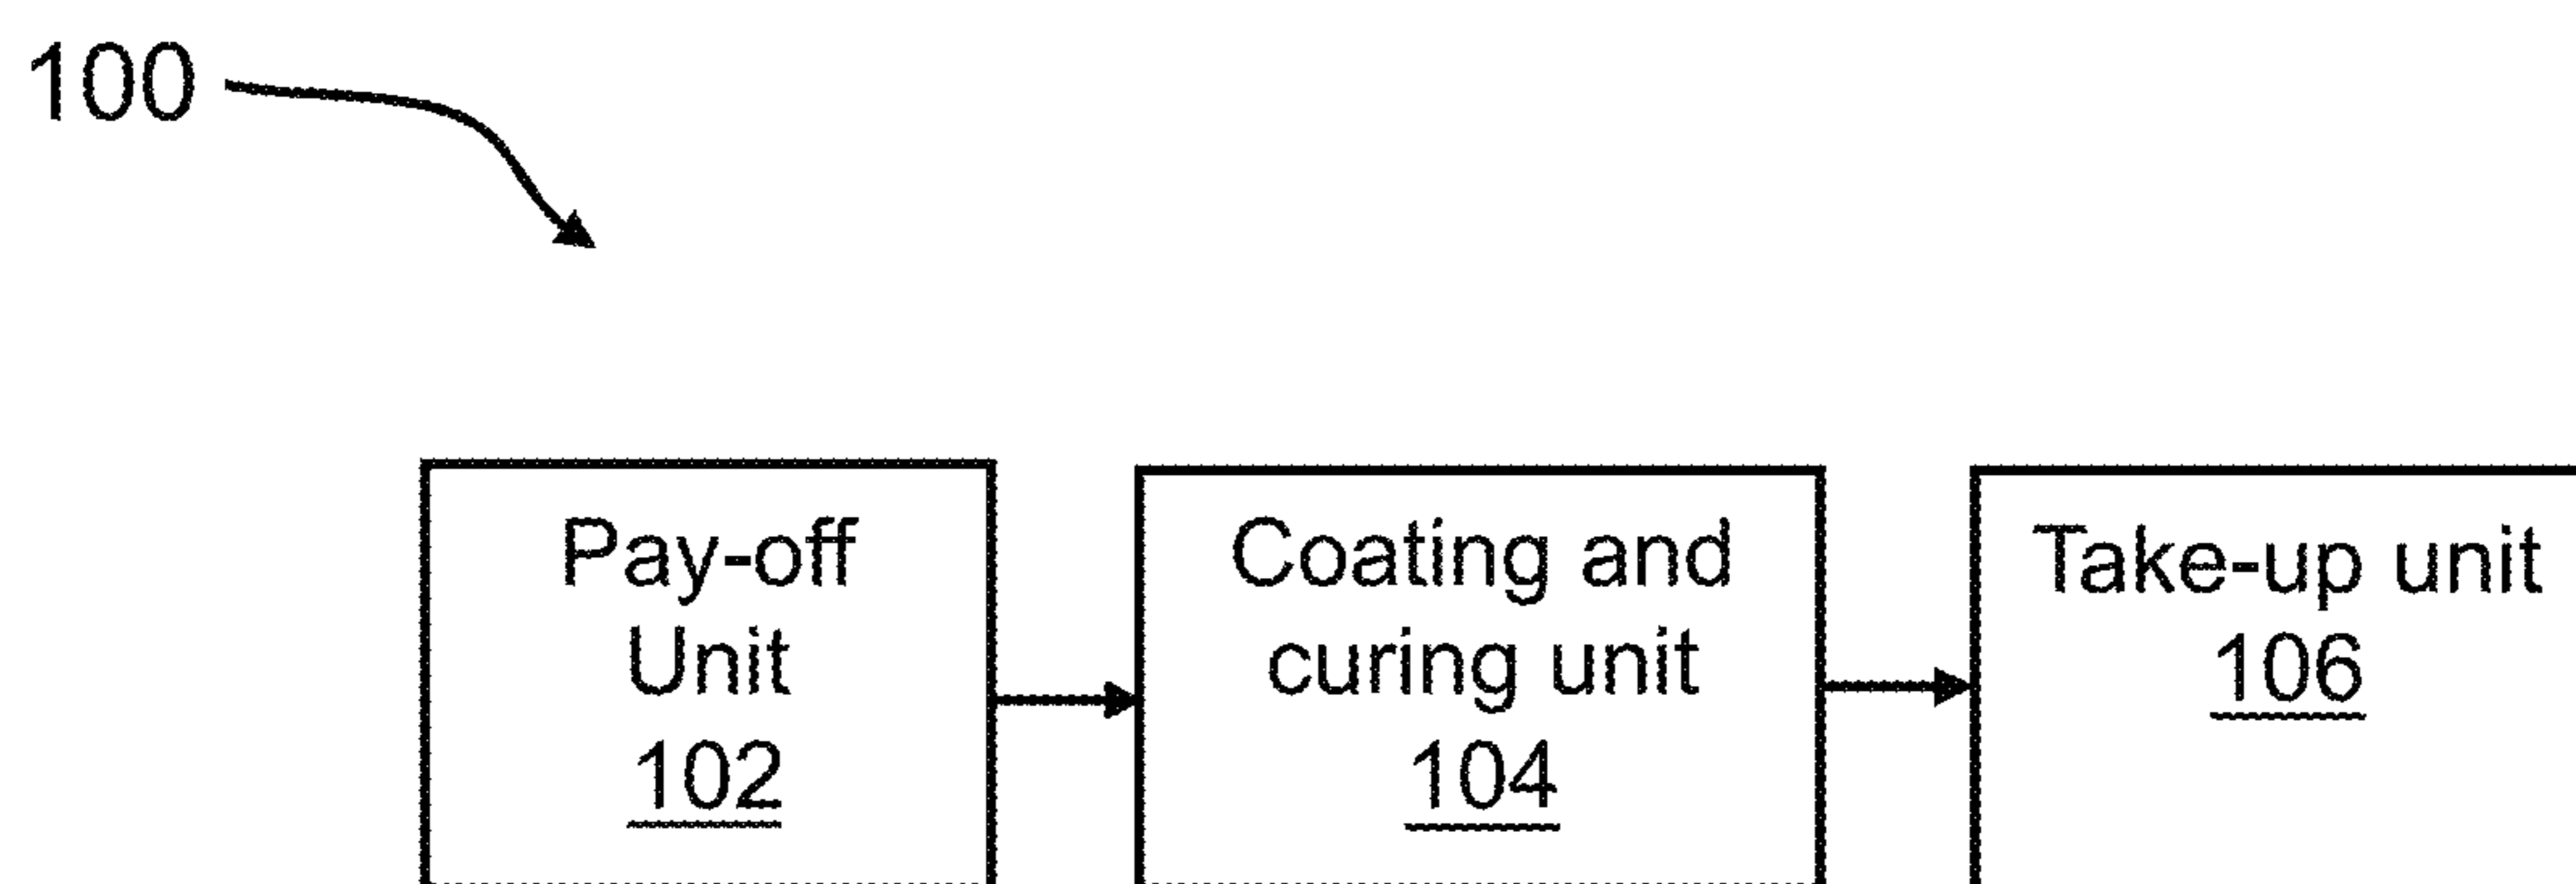 100
Pay-off
Unit
102
Coating and
curing unit
104
Take-up unit
106